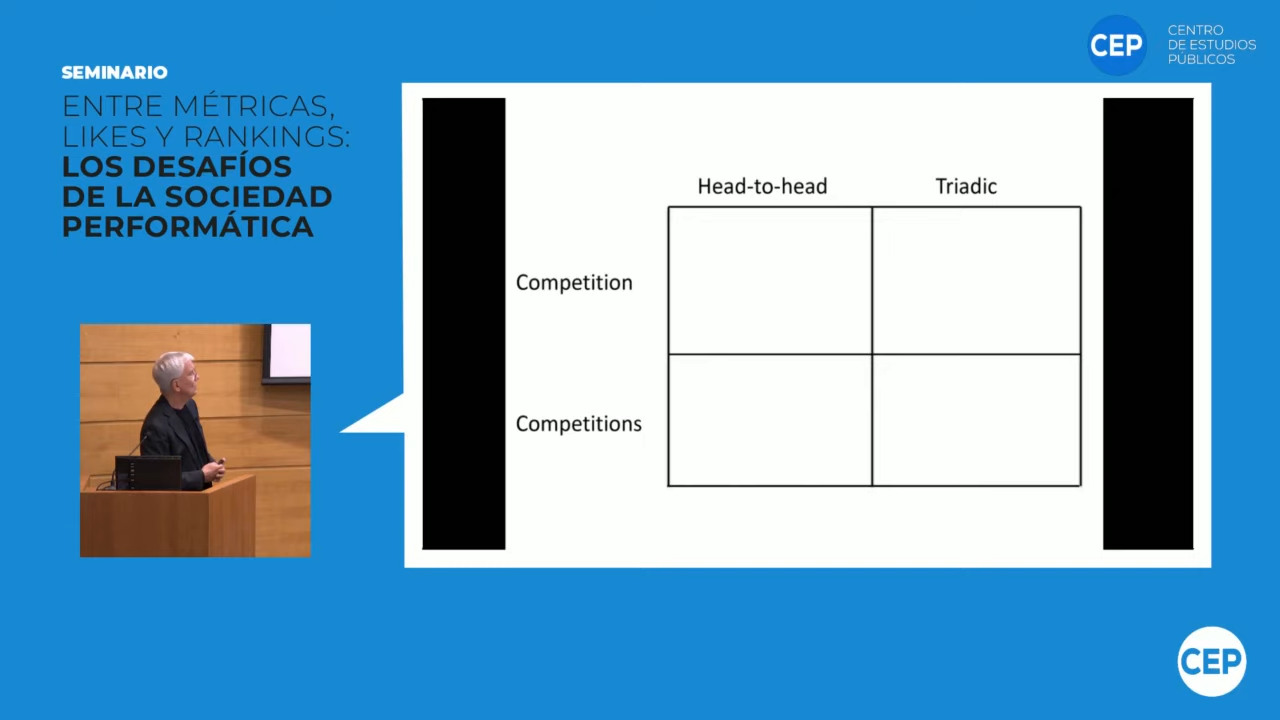 CEP
CENTRO
DE ESTUDIOS
PÚBLICOS
SEMINARIO
ENTRE MÉTRICAS,
LIKES Y RANKINGS:
LOS DESAFÍOS
DE LA SOCIEDAD
PERFORMÁTICA
Head-to-head Triadic
Competition
Competitions
CEP